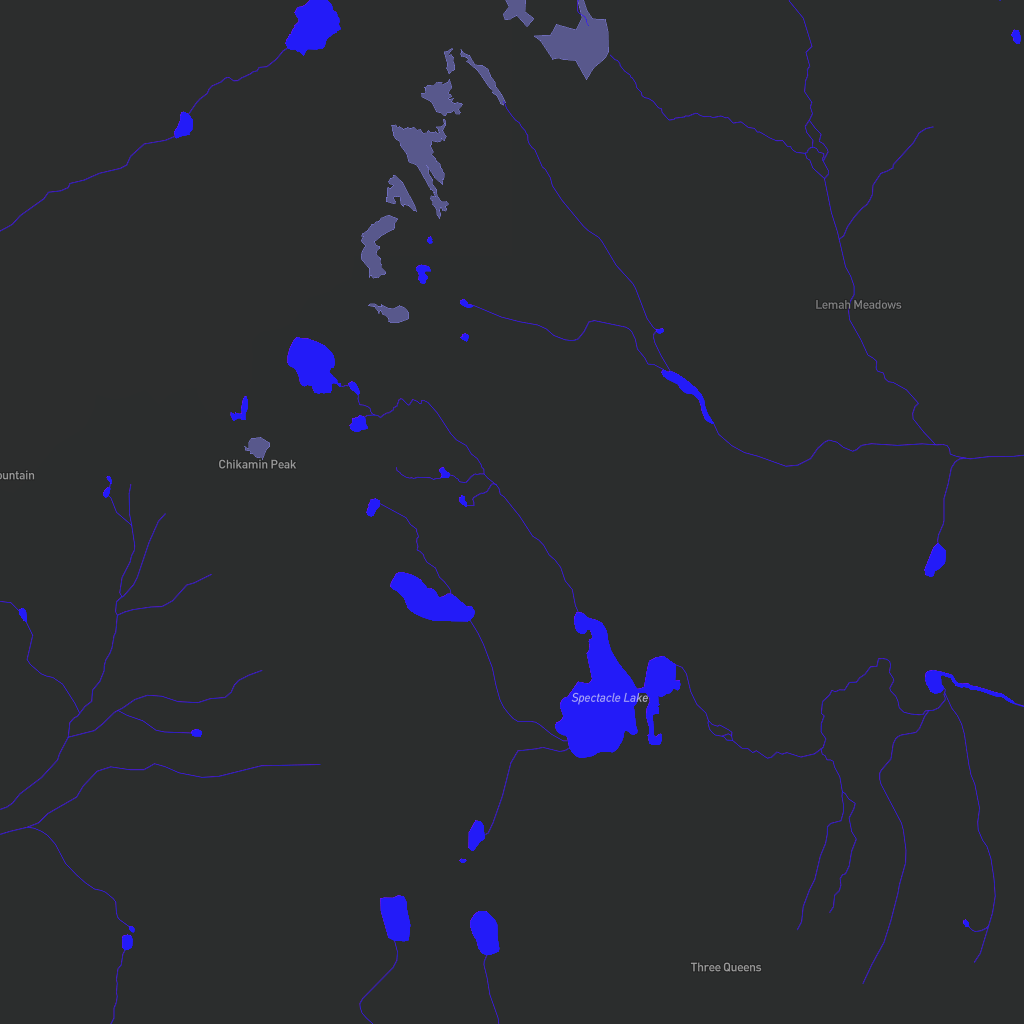 Lemah Meadows
Chikamin Peak
ountain
Spectacle Lake
Three Queens